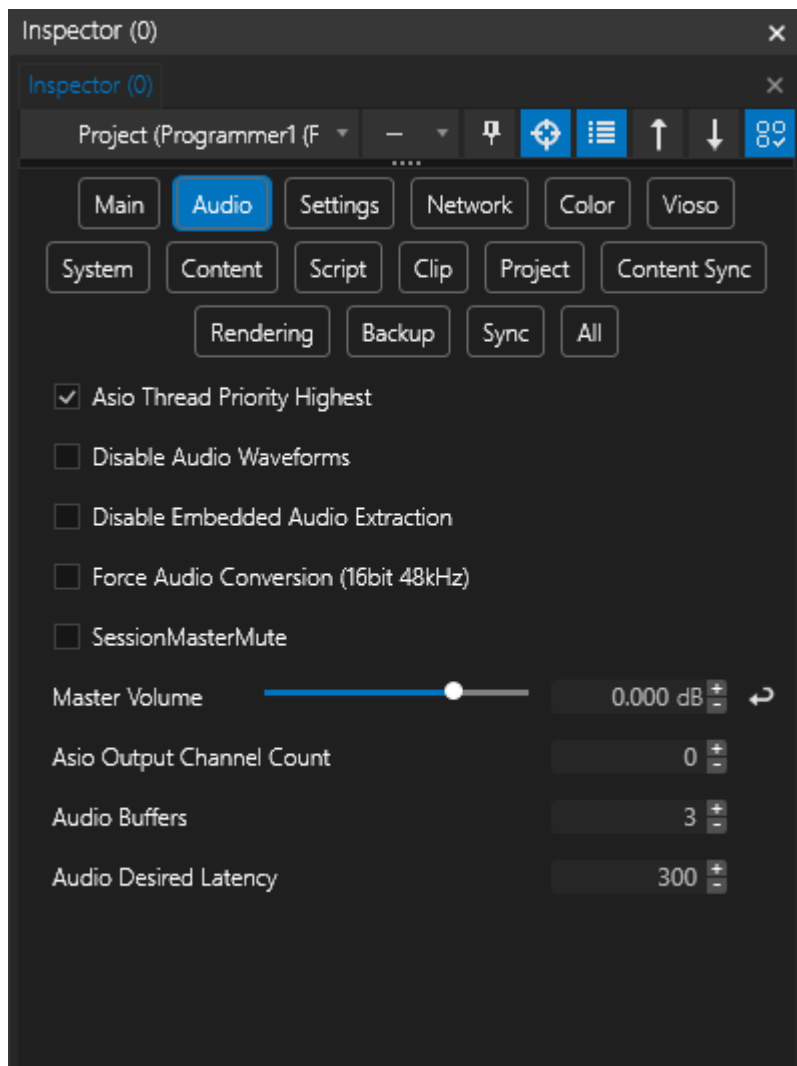 Inspector (0)
Inspector (0)
Project (Programmer1 (F
Main Audio Settings Network Color Vioso
System Content Script Clip Project Content Sync
Rendering Backup Sync All
Asio Thread Priority Highest
Disable Audio Waveforms
Disable Embedded Audio Extraction
Force Audio Conversion (16bit 48kHz)
SessionMasterMute
Master Volume 0.000 dB
Asio Output Channel Count 0
Audio Buffers 3
Audio Desired Latency 300